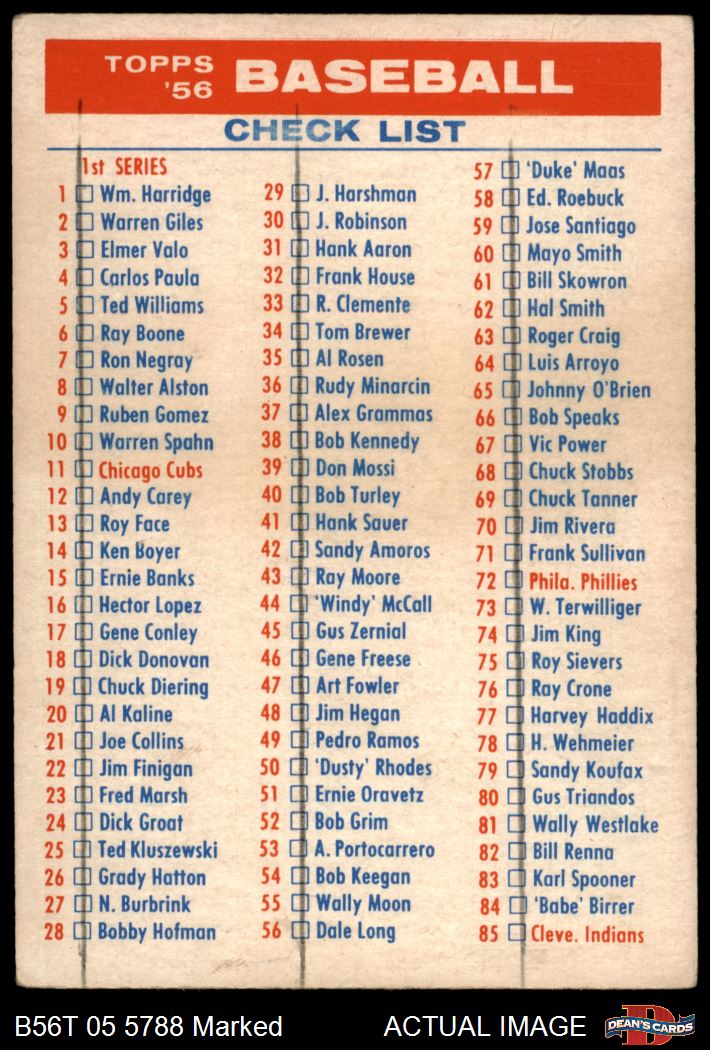 TOPPS '56 BASEBALL
CHECK LIST
1st SERIES
1 Wm. Harridge
2 Warren Giles
3 Elmer Valo
4 Carlos Paula
5 Ted Williams
6 Ray Boone
7 Ron Negray
8 Walter Alston
9 Ruben Gomez
10 Warren Spahn
11 Chicago Cubs
12 Andy Carey
13 Roy Face
14 Ken Boyer
15 Ernie Banks
16 Hector Lopez
17 Gene Conley
18 Dick Donovan
19 Chuck Diering
20 Al Kaline
21 Joe Collins
22 Jim Finigan
23 Fred Marsh
24 Dick Groat
25 Ted Kluszewski
26 Grady Hatton
27 N. Burbrink
28 Bobby Hofman
29 J. Harshman
30 J. Robinson
31 Hank Aaron
32 Frank House
33 R. Clemente
34 Tom Brewer
35 Al Rosen
36 Rudy Minarcin
37 Alex Grammas
38 Bob Kennedy
39 Don Mossi
40 Bob Turley
41 Hank Sauer
42 Sandy Amoros
43 Ray Moore
44 'Windy' McCall
45 Gus Zernial
46 Gene Freese
47 Art Fowler
48 Jim Hegan
49 Pedro Ramos
50 'Dusty' Rhodes
51 Ernie Oravetz
52 Bob Grim
53 A. Portocarrero
54 Bob Keegan
55 Wally Moon
56 Dale Long
57 'Duke' Maas
58 Ed. Roebuck
59 Jose Santiago
60 Mayo Smith
61 Bill Skowron
62 Hal Smith
63 Roger Craig
64 Luis Arroyo
65 Johnny O'Brien
66 Bob Speaks
67 Vic Power
68 Chuck Stobbs
69 Chuck Tanner
70 Jim Rivera
71 Frank Sullivan
72 Phila. Phillies
73 W. Terwilliger
74 Jim King
75 Roy Sievers
76 Ray Crone
77 Harvey Haddix
78 H. Wehmeier
79 Sandy Koufax
80 Gus Triandos
81 Wally Westlake
82 Bill Renna
83 Karl Spooner
84 'Babe' Birrer
85 Cleve. Indians
B56T 05 5788 Marked ACTUAL IMAGE D DEAN'S CARDS